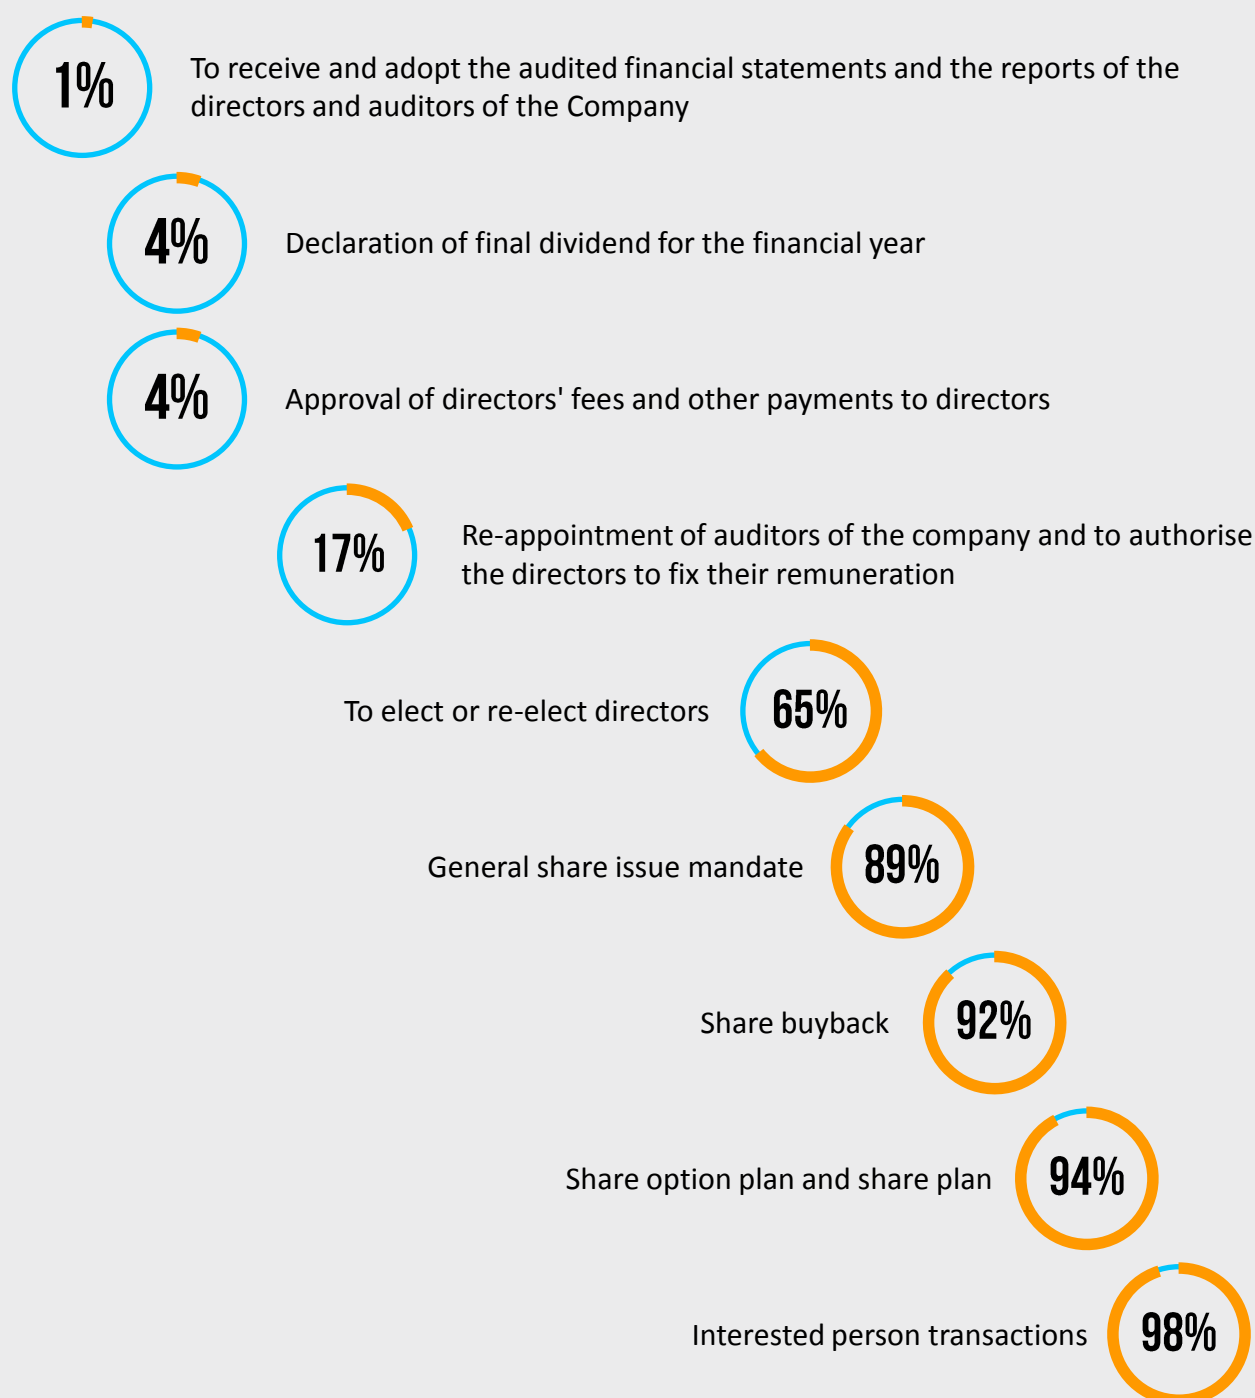 1%
To receive and adopt the audited financial statements and the reports of the
directors and auditors of the Company
4%
Declaration of final dividend for the financial year
4%
Approval of directors' fees and other payments to directors
17%
Re-appointment of auditors of the company and to authorise
the directors to fix their remuneration
To elect or re-elect directors
65%
General share issue mandate
89%
Share buyback
92%
Share option plan and share plan
94%
Interested person transactions
98%